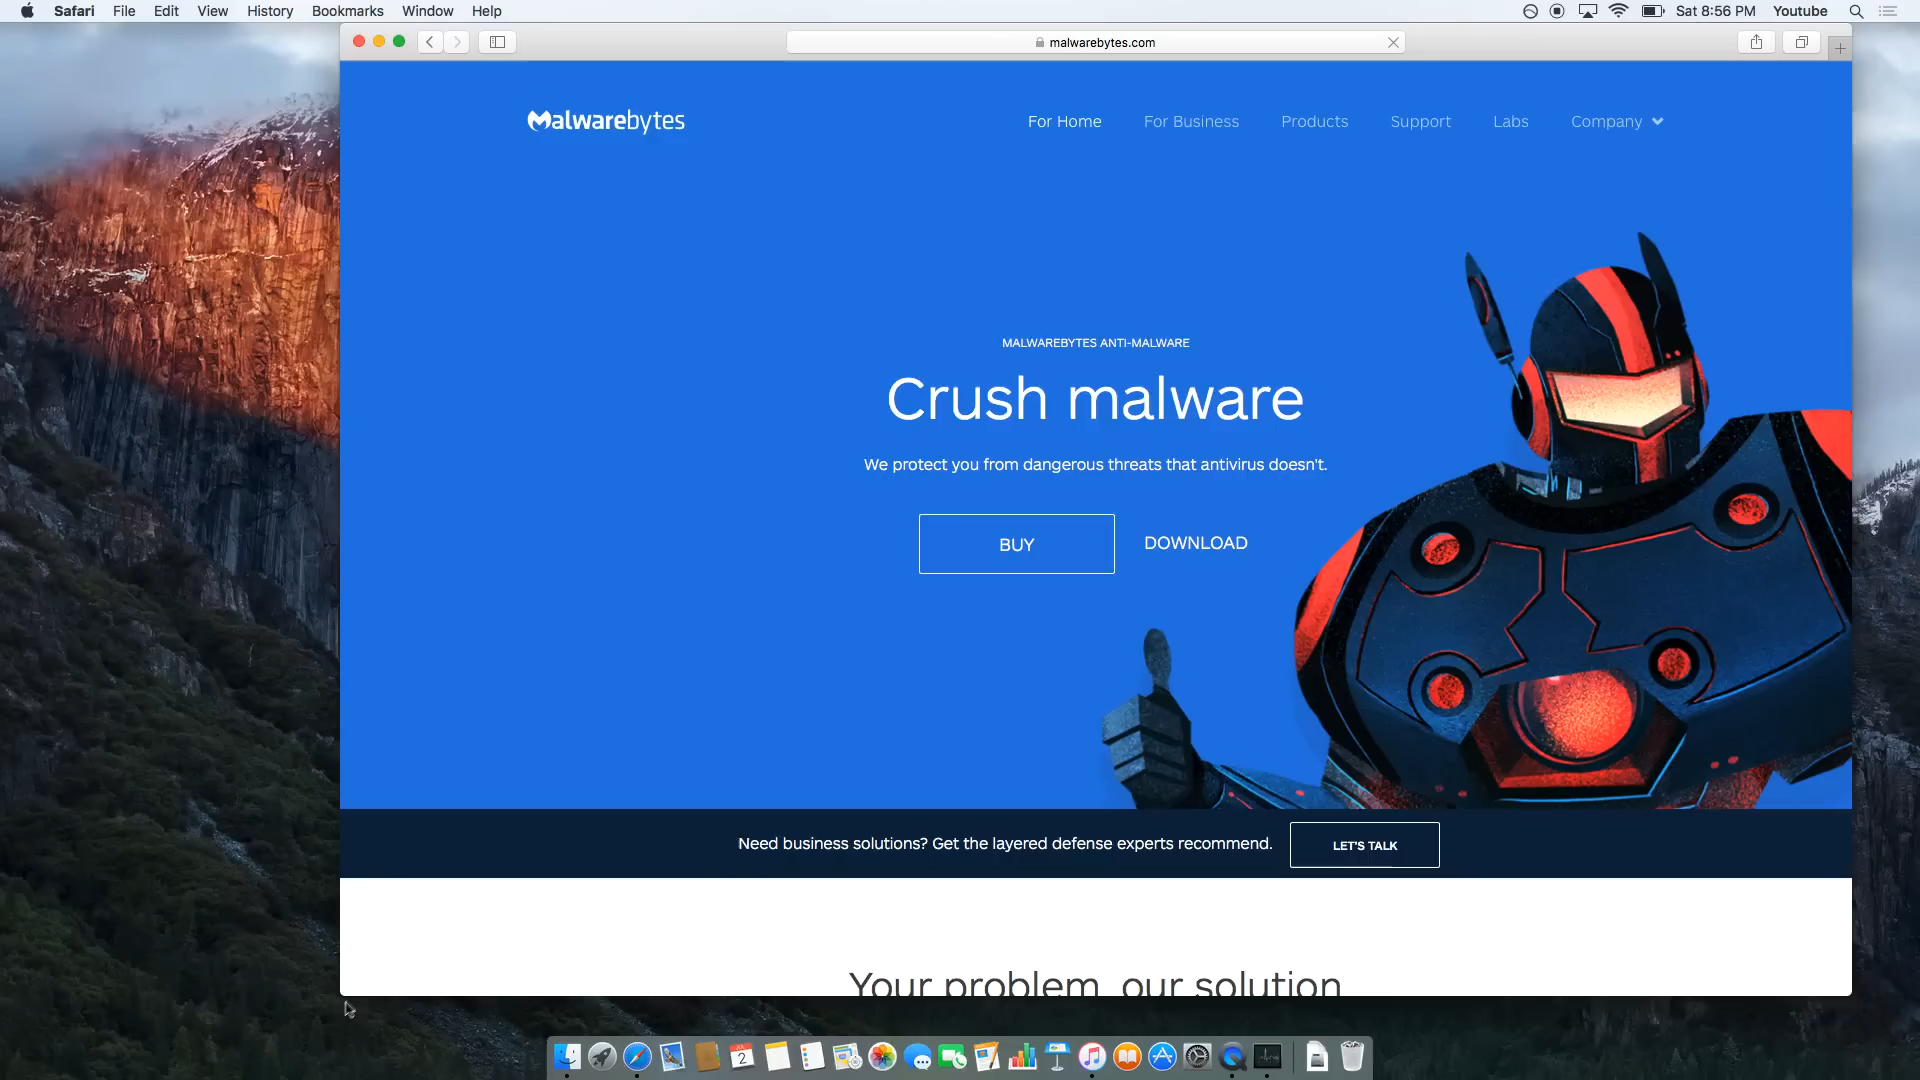 Safari File Edit View History Bookmarks Window Help
Sat 8:56 PM Youtube
malwarebytes.com
Malwarebytes
For Home For Business Products Support Labs Company
MALWAREBYTES ANTI-MALWARE
Crush malware
We protect you from dangerous threats that antivirus doesn't.
BUY DOWNLOAD
Need business solutions? Get the layered defense experts recommend. LET'S TALK
Your problem, our solution
2